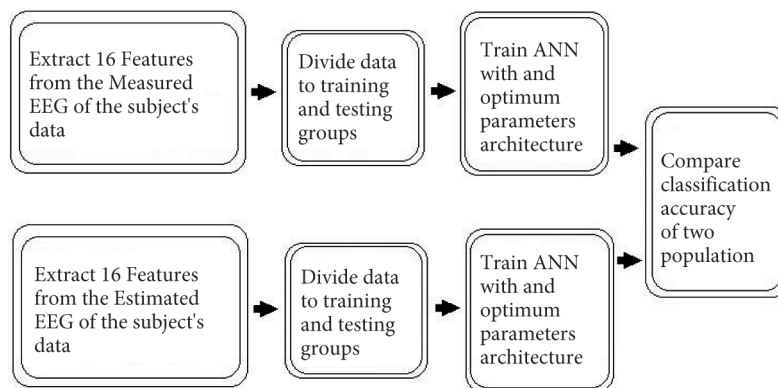 Extract 16 Features
from the Measured
EEG of the subject's
data
Divide data
to training
and testing
groups
Train ANN
with and
optimum
parameters
architecture
Compare
classification
accuracy
of two
population
Extract 16 Features
from the Estimated
EEG of the subject's
data
Divide data
to training
and testing
groups
Train ANN
with and
optimum
parameters
architecture